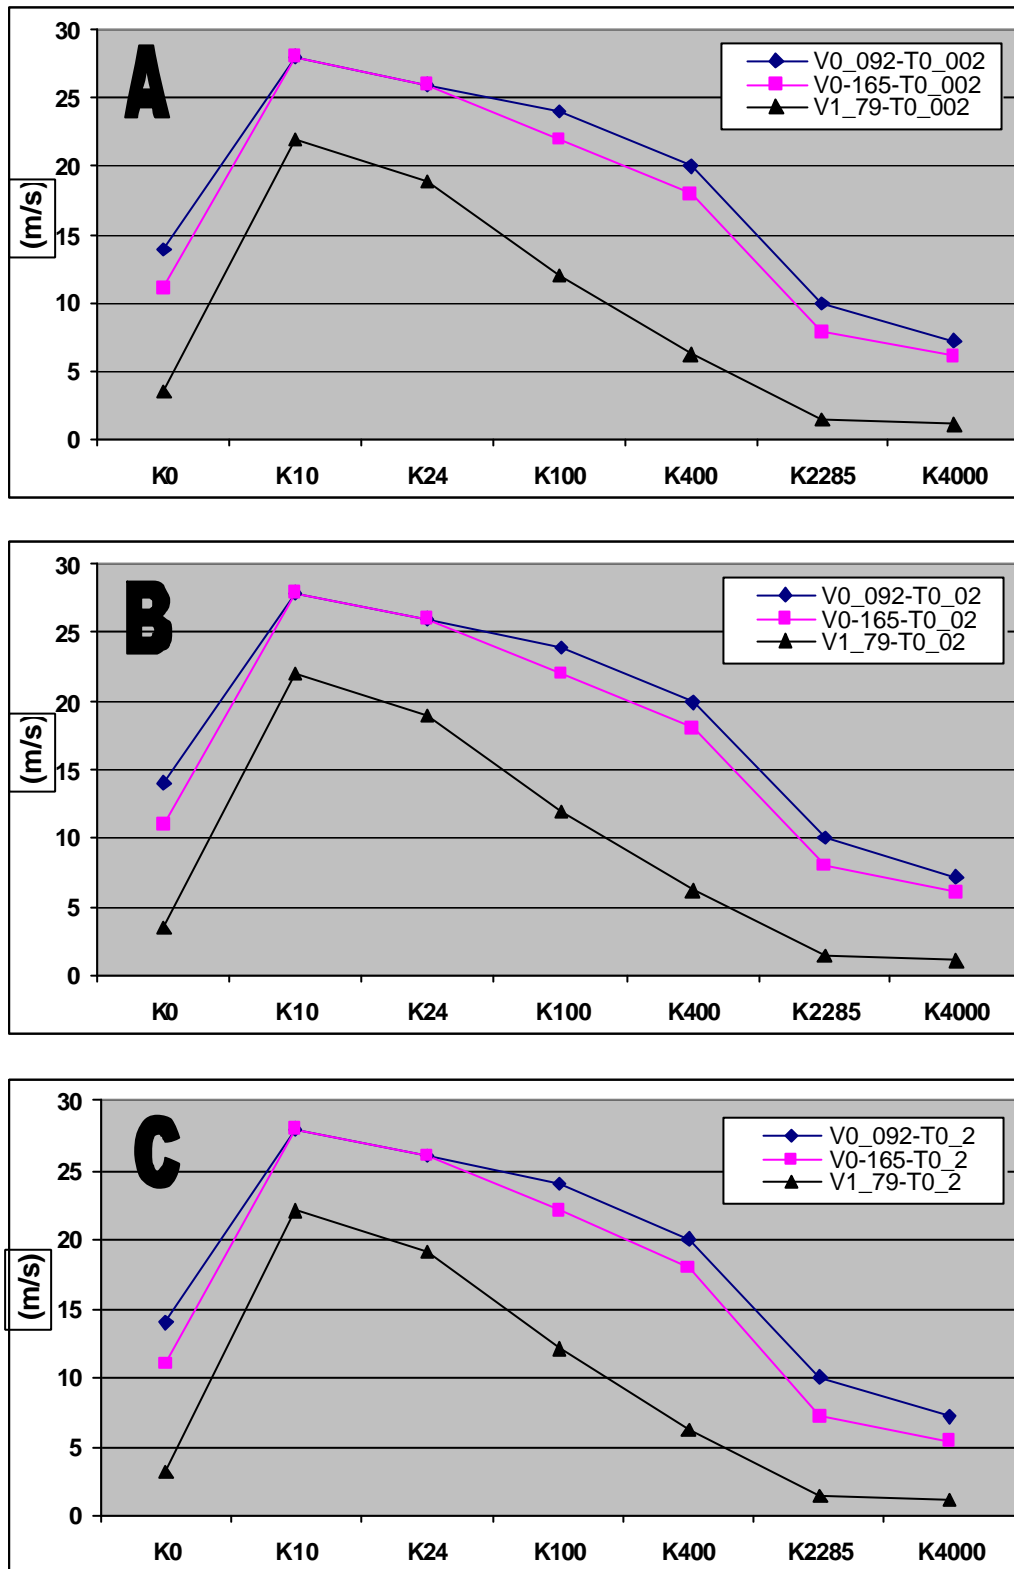 A
30
25
20
15
10
5
0
(m/s)
V0_092-T0_002
V0-165-T0_002
V1_79-T0_002
K0 K10 K24 K100 K400 K2285 K4000
B
30
25
20
15
10
5
0
(m/s)
V0_092-T0_02
V0-165-T0_02
V1_79-T0_02
K0 K10 K24 K100 K400 K2285 K4000
C
30
25
20
15
10
5
0
(m/s)
V0_092-T0_2
V0-165-T0_2
V1_79-T0_2
K0 K10 K24 K100 K400 K2285 K4000